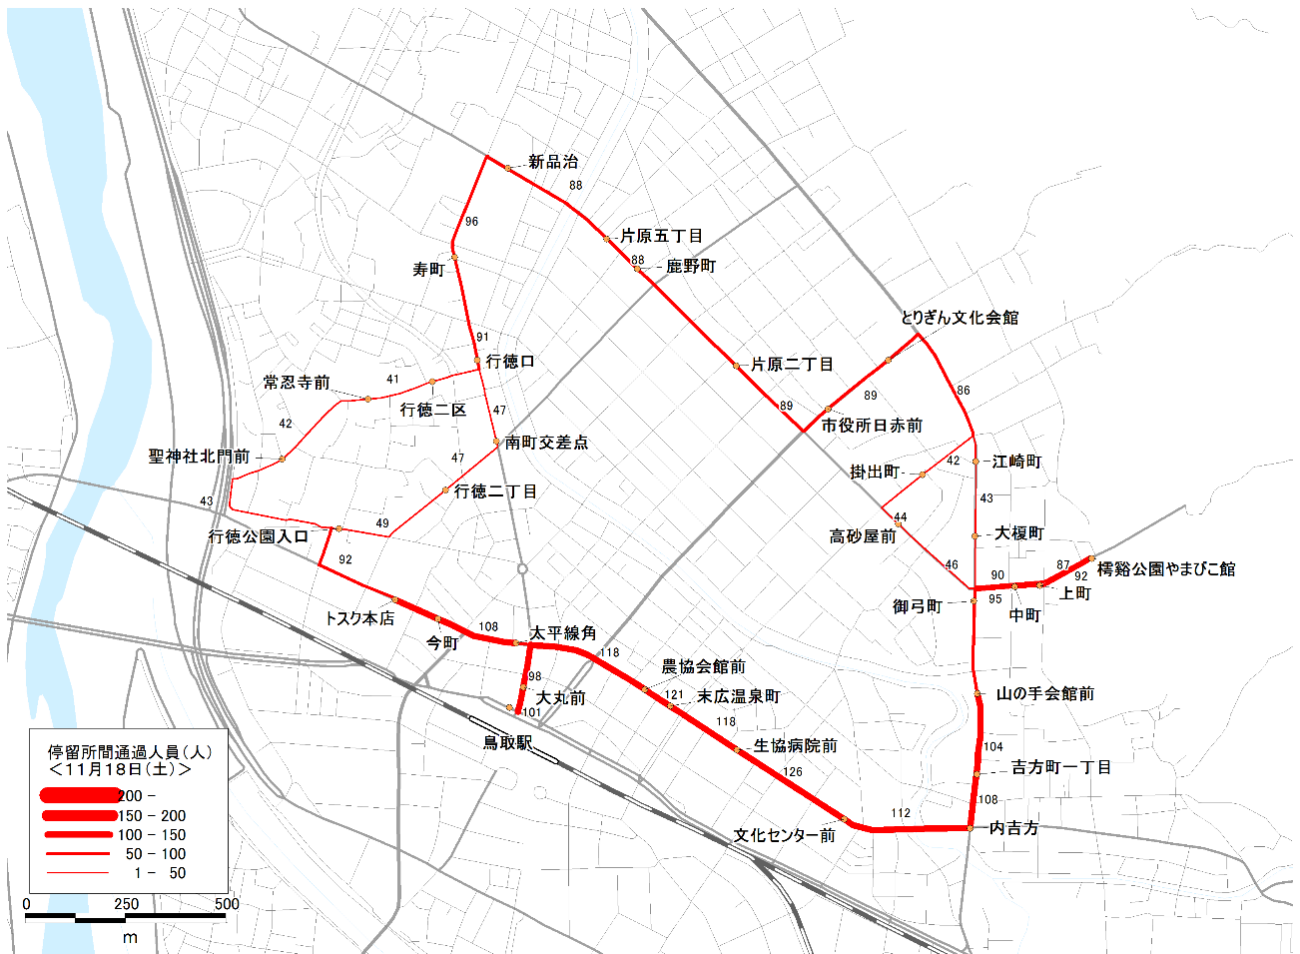 新品治
88
96
片原五丁目
88
鹿野町
寿町
とりぎん文化会館
91
行徳口
片原二丁目
常忍寺前
41
行徳二区
47
89
89
86
市役所日赤前
42
南町交差点
聖神社北門前
47
掛出町
42
江崎町
行徳二丁目
43
43
49
行徳公園入口
44
高砂屋前
大榎町
92
46
90
87
92
樗谿公園やまびこ館
上町
95
中町
御弓町
トスク本店
今町
108
太平線角
118
農協会館前
98
大丸前
121
末広温泉町
山の手会館前
101
鳥取駅
118
生協病院前
104
吉方町一丁目
126
108
112
文化センター前
内吉方
停留所間通過人員(人)
<11月18日(土)>
200 -
150 - 200
100 - 150
50 - 100
1 - 50
0 250 500
m